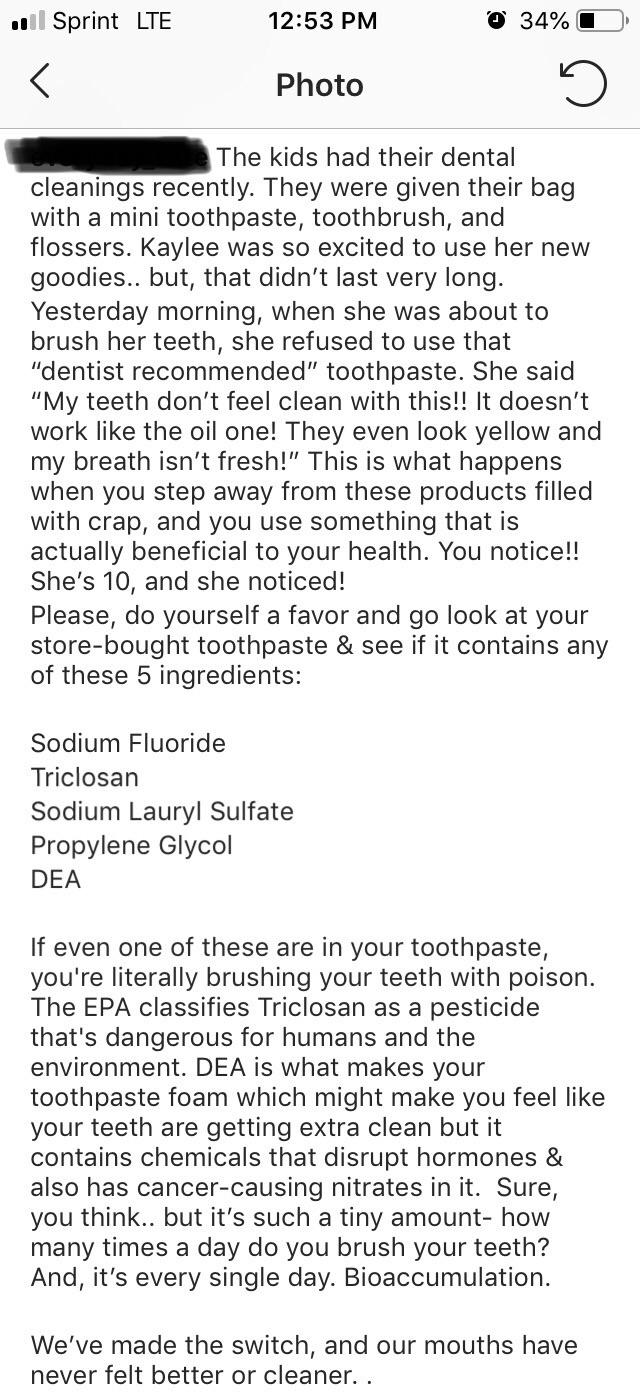 Sprint LTE 12:53 PM 34%
Photo
The kids had their dental
cleanings recently. They were given their bag
with a mini toothpaste, toothbrush, and
flossers. Kaylee was so excited to use her new
goodies.. but, that didn’t last very long.
Yesterday morning, when she was about to
brush her teeth, she refused to use that
“dentist recommended” toothpaste. She said
“My teeth don’t feel clean with this!! It doesn’t
work like the oil one! They even look yellow and
my breath isn’t fresh!” This is what happens
when you step away from these products filled
with crap, and you use something that is
actually beneficial to your health. You notice!!
She’s 10, and she noticed!
Please, do yourself a favor and go look at your
store-bought toothpaste & see if it contains any
of these 5 ingredients:
Sodium Fluoride
Triclosan
Sodium Lauryl Sulfate
Propylene Glycol
DEA
If even one of these are in your toothpaste,
you're literally brushing your teeth with poison.
The EPA classifies Triclosan as a pesticide
that's dangerous for humans and the
environment. DEA is what makes your
toothpaste foam which might make you feel like
your teeth are getting extra clean but it
contains chemicals that disrupt hormones &
also has cancer-causing nitrates in it.  Sure,
you think.. but it’s such a tiny amount- how
many times a day do you brush your teeth?
And, it’s every single day. Bioaccumulation.
We’ve made the switch, and our mouths have
never felt better or cleaner. .